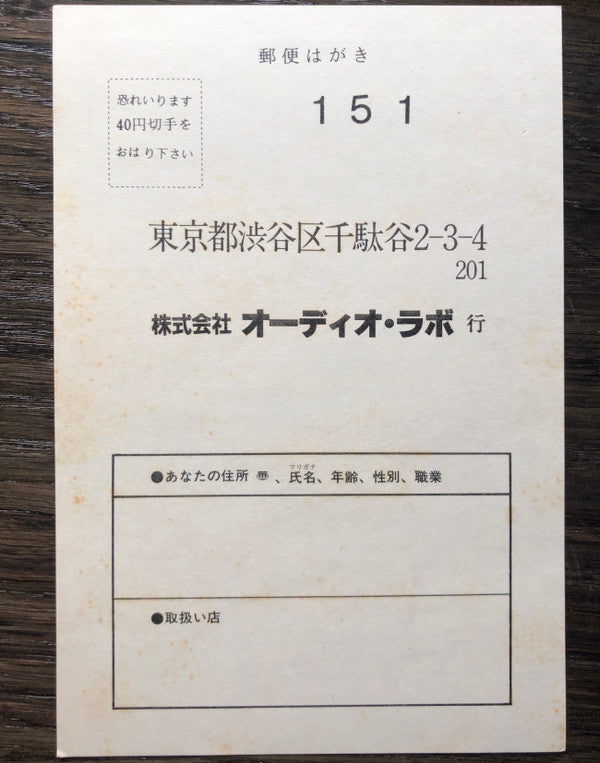 郵便はがき
恐れいります
40円切手を
おはり下さい
151
東京都渋谷区千駄谷2-3-4
201
株式会社 オーディオ・ラボ 行
フリガナ
●あなたの住所 ☎、氏名、年齢、性別、職業
●取扱い店